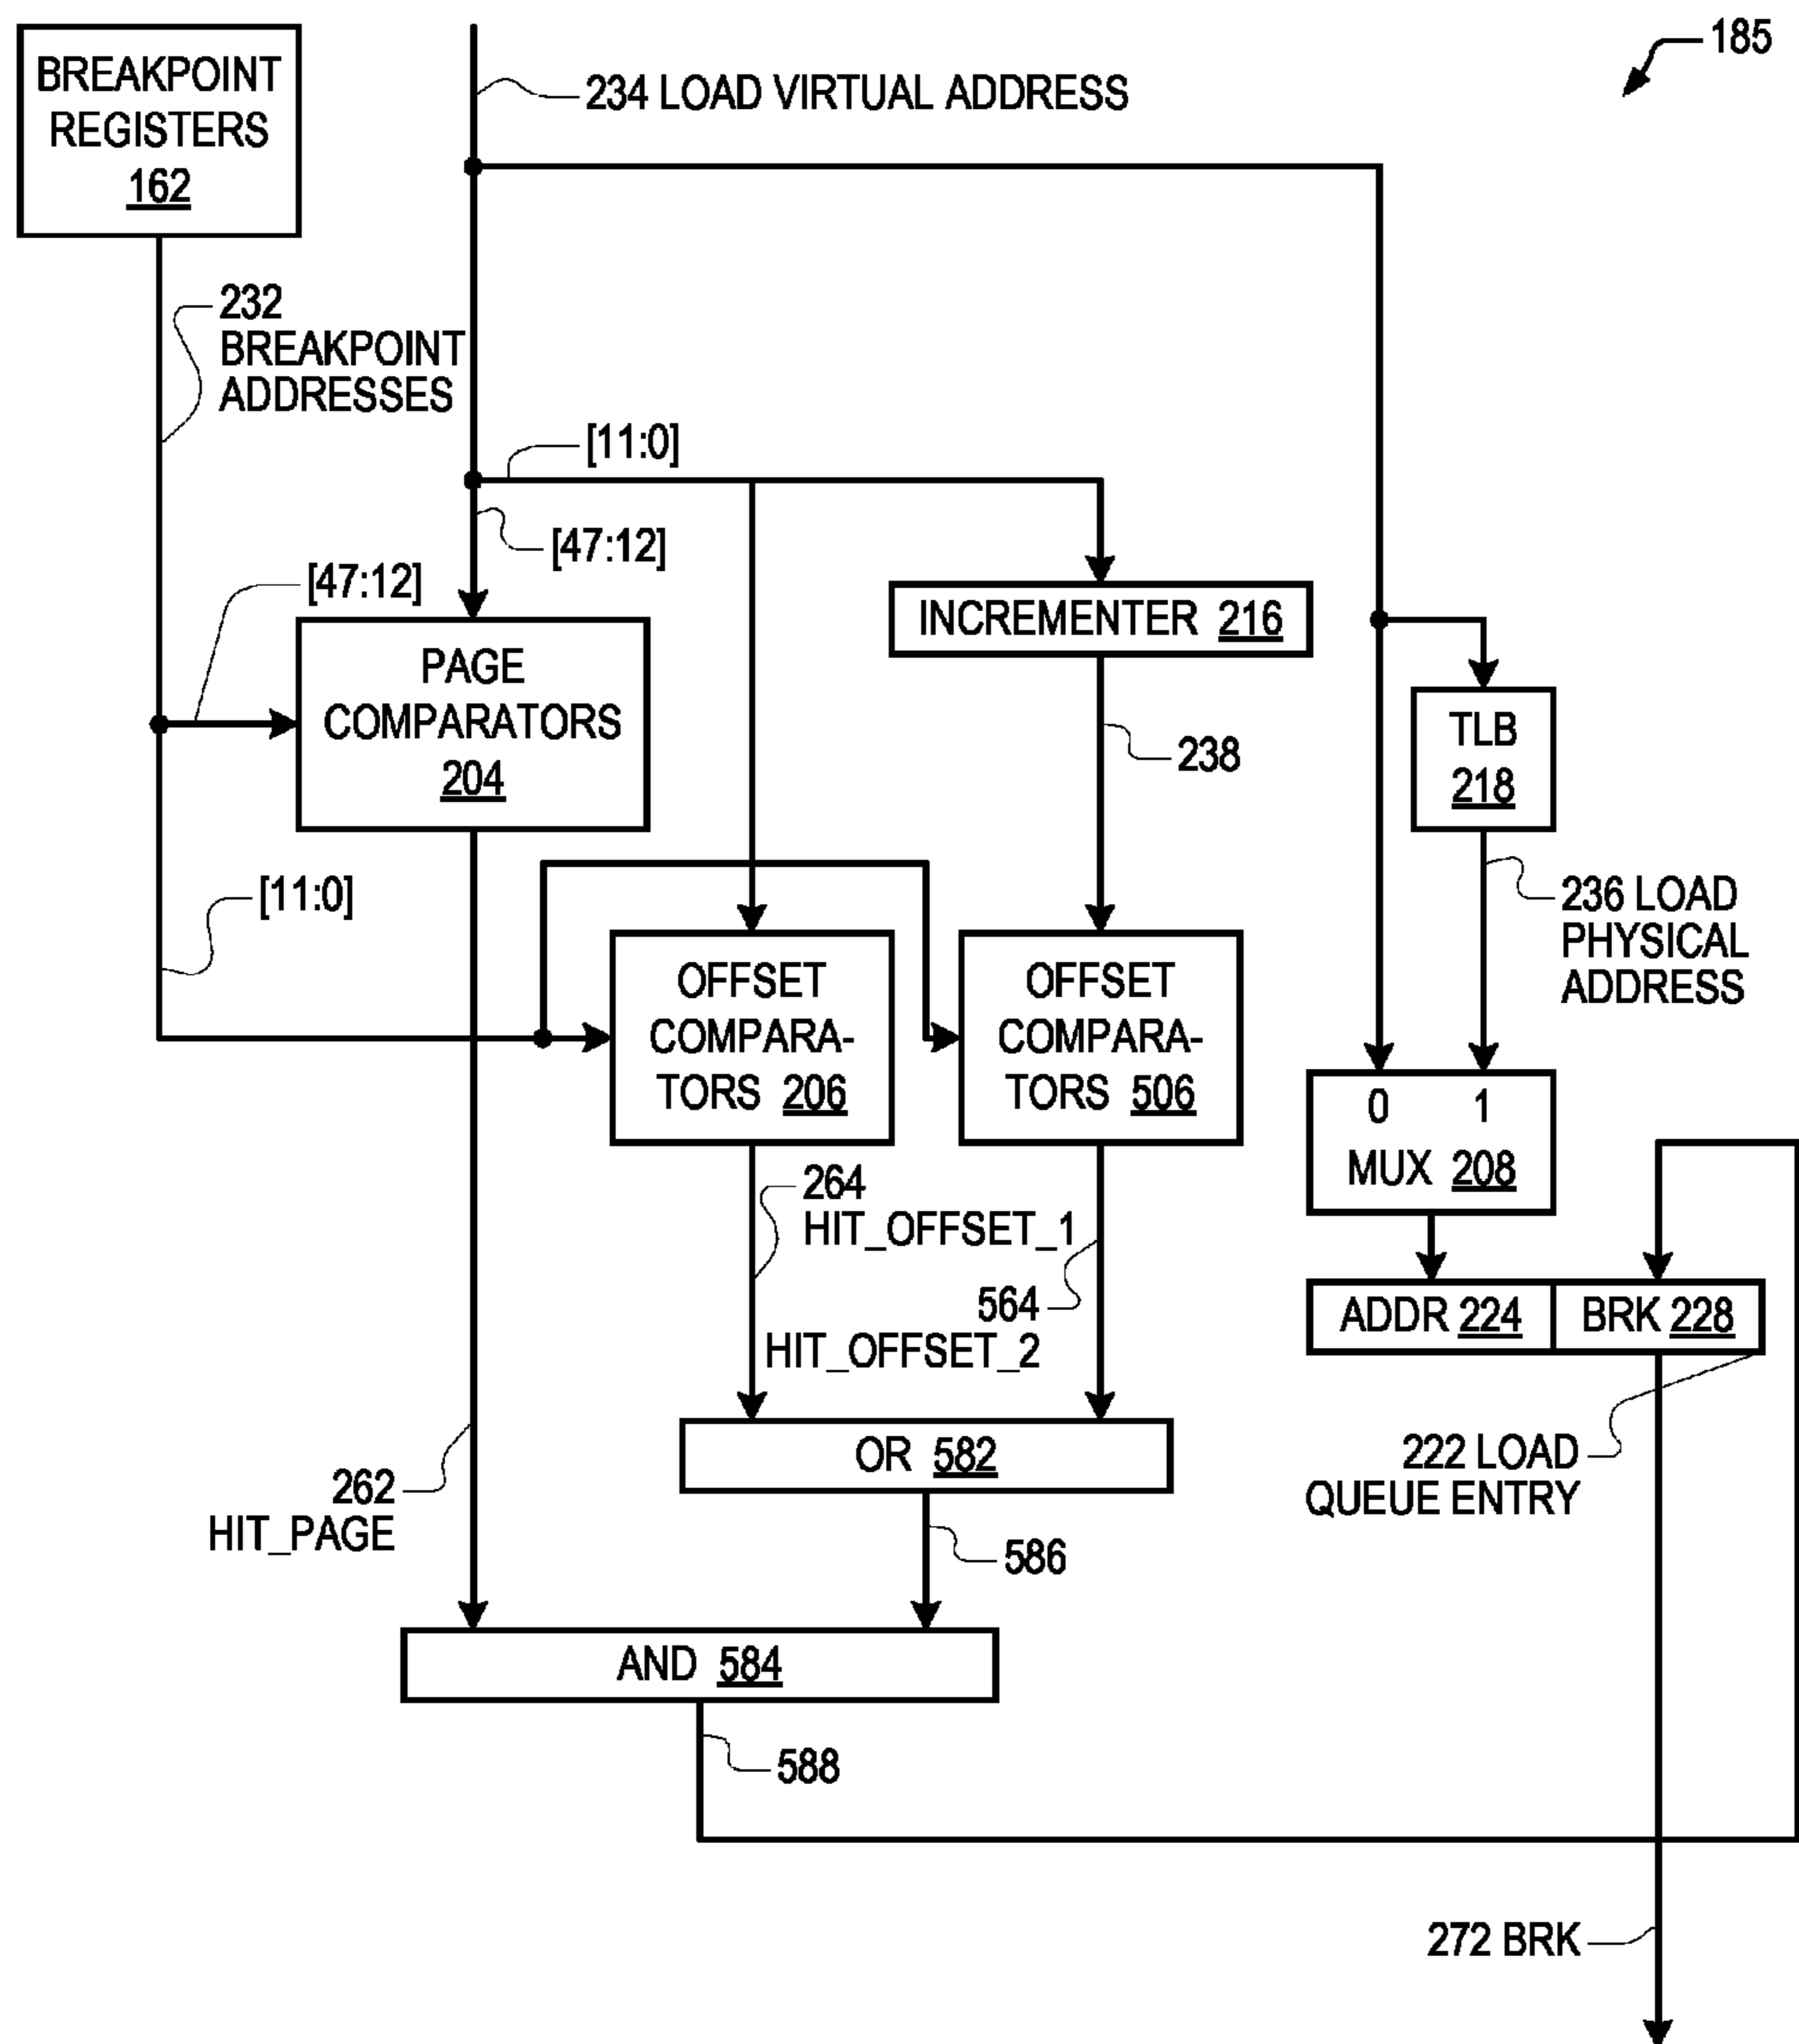 185
BREAKPOINT
REGISTERS
162
234 LOAD VIRTUAL ADDRESS
232
BREAKPOINT
ADDRESSES
[11:0]
[47:12]
[47:12]
INCREMENTER 216
PAGE
COMPARATORS
204
238
TLB
218
[11:0]
236 LOAD
PHYSICAL
ADDRESS
OFFSET
COMPARA-
TORS 206
OFFSET
COMPARA-
TORS 506
0 1
MUX 208
264
HIT_OFFSET_1
564
HIT_OFFSET_2
ADDR 224
BRK 228
OR 582
222 LOAD
QUEUE ENTRY
262
HIT_PAGE
586
AND 584
588
272 BRK